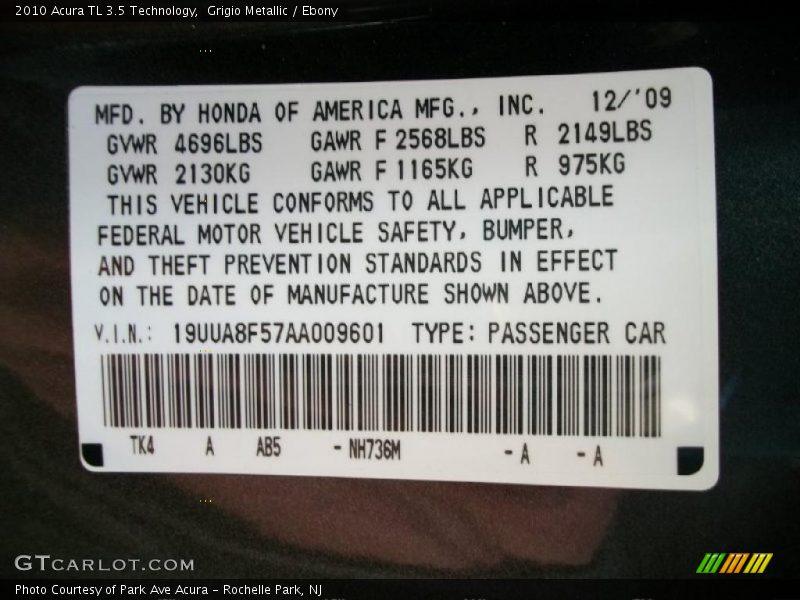 2010 Acura TL 3.5 Technology,  Grigio Metallic / Ebony
MFD. BY HONDA OF AMERICA MFG., INC. 12/'09
GVWR 4696LBS GAWR F 2568LBS R 2149LBS
GVWR 2130KG GAWR F 1165KG R 975KG
THIS VEHICLE CONFORMS TO ALL APPLICABLE
FEDERAL MOTOR VEHICLE SAFETY, BUMPER,
AND THEFT PREVENTION STANDARDS IN EFFECT
ON THE DATE OF MANUFACTURE SHOWN ABOVE.
V.I.N.: 19UUA8F57AA009601 TYPE: PASSENGER CAR
TK4 A AB5 - NH736M - A - A
GTCARLOT.COM
Photo Courtesy of Park Ave Acura - Rochelle Park, NJ